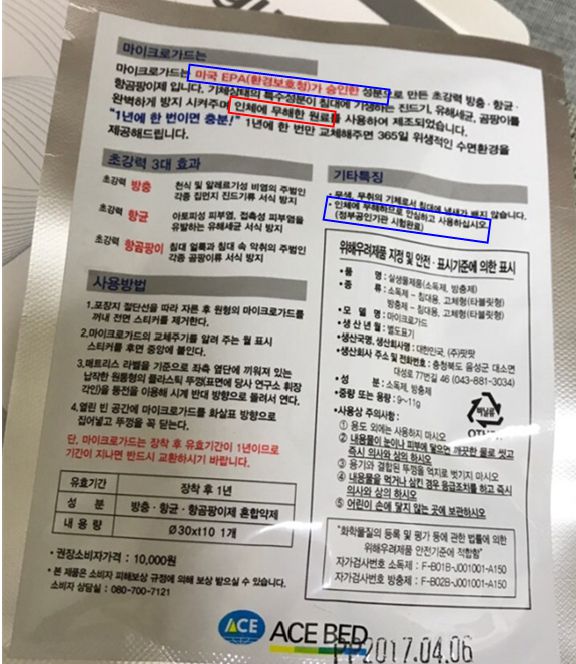 마이크로가드는
마이크로가드는 미국 EPA(환경보호청)가 승인한 성분으로 만든 초강력 방충·항균·
항곰팡이제 입니다. 기체상태의 특수성분이 침대에 기생하는 진드기, 유해세균, 곰팡이를
완벽하게 방지 시켜주며 인체에 무해한 원료를 사용하여 제조되었습니다.
"1년에 한 번이면 충분!" 1년에 한 번만 교체해주면 365일 위생적인 수면환경을
제공해드립니다.
초강력 3대 효과
초강력 방충 천식 및 알레르기성 비염의 주범인
각종 집먼지 진드기류 서식 방지
초강력 항균 아토피성 피부염, 접촉성 피부염을
유발하는 유해세균 서식 방지
초강력 항곰팡이 침대 얼룩과 침대 속 악취의 주범인
각종 곰팡이류 서식 방지
사용방법
1.포장지 절단선을 따라 자른 후 원형의 마이크로가드를
꺼내 전면 스티커를 제거한다.
2.마이크로가드의 교체주기를 알려 주는 월 표시
스티커를 후면 중앙에 붙인다.
3.매트리스 라벨을 기준으로 좌측 옆단에 끼워져 있는
납작한 원통형의 플라스틱 뚜껑(표면에 당사 연구소 휘장
각인)을 동전을 이용해 시계 반대 방향으로 돌려서 연다.
4.열린 빈 공간에 마이크로가드를 화살표 방향으로
집어넣고 뚜껑을 꼭 닫는다.
단, 마이크로가드는 장착 후 유효기간이 1년이므로
기간이 지나면 반드시 교환하시기 바랍니다.
유효기간 장착 후 1년
성 분 방충·항균·항곰팡이제 혼합약제
내 용 량 Ø30xt10 1개
• 권장소비자가격 : 10,000원
* 본 제품은 소비자 피해보상 규정에 의해 보상 받으실 수 있습니다.
소비자 상담실 : 080-700-7121
기타특징
• 무색, 무취의 기체로서 침대에 냄새가 배지 않습니다.
• 인체에 무해하므로 안심하고 사용하십시오.
(정부공인기관 시험완료)
위해우려제품 지정 및 안전·표시기준에 의한 표시
• 품 명 : 실생물제품(소독제, 방충제)
• 종 류 : 소독제 - 침대용, 고체형(타블릿형)
방충제 - 침대용, 고체형(타블릿형)
• 모 델 명 : 마이크로가드
• 생 산 년 월 : 별도표기
• 생산국명, 생산회사명 : 대한민국, (주)팟팟
• 생산회사 주소 및 전화번호 : 충청북도 음성군 대소면
대성로 77번길 46 (043-881-3034)
• 성 분 : 소독제, 방충제
• 중량 또는 용량 : 9~11g
• 사용상 주의사항 :
① 용도 외에는 사용하지 마시오
② 내용물이 눈이나 피부에 닿으면 깨끗한 물로 씻고
즉시 의사와 상의 하시오
③ 용기와 결합된 뚜껑을 억지로 벗기지 마시오
④ 내용물을 먹거나 삼킨 경우 응급조치를 하고 즉시
의사와 상의 하시오
⑤ 어린이 손에 닿지 않는 곳에 보관하시오
비닐류
OTHER
"화학물질의 등록 및 평가 등에 관한 법률에 의한
위해우려제품 안전기준에 적합함"
자가검사번호 소독제 : F-B01B-J001001-A150
자가검사번호 방충제 : F-B02B-J001001-A150
ACE ACE BED
2017.04.06